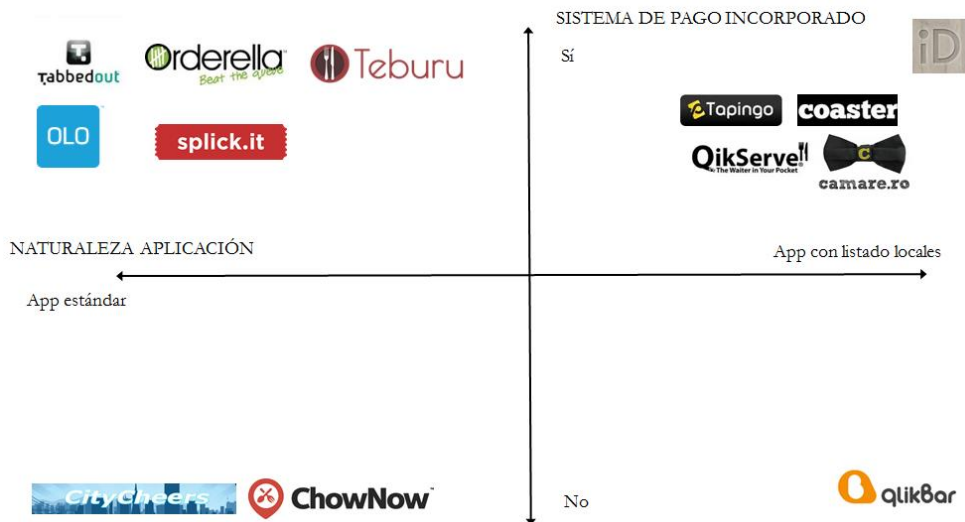 SISTEMA DE PAGO INCORPORADO
Sí
iD
Tabbedout
Orderella
Beat the queue
Teburu
OLO
splick.it
Tapingo
coaster
QikServe
The Waiter in Your Pocket
C
camare.ro
NATURALEZA APLICACIÓN
App con listado locales
App estándar
CityCheers
ChowNow
No
qlikBar